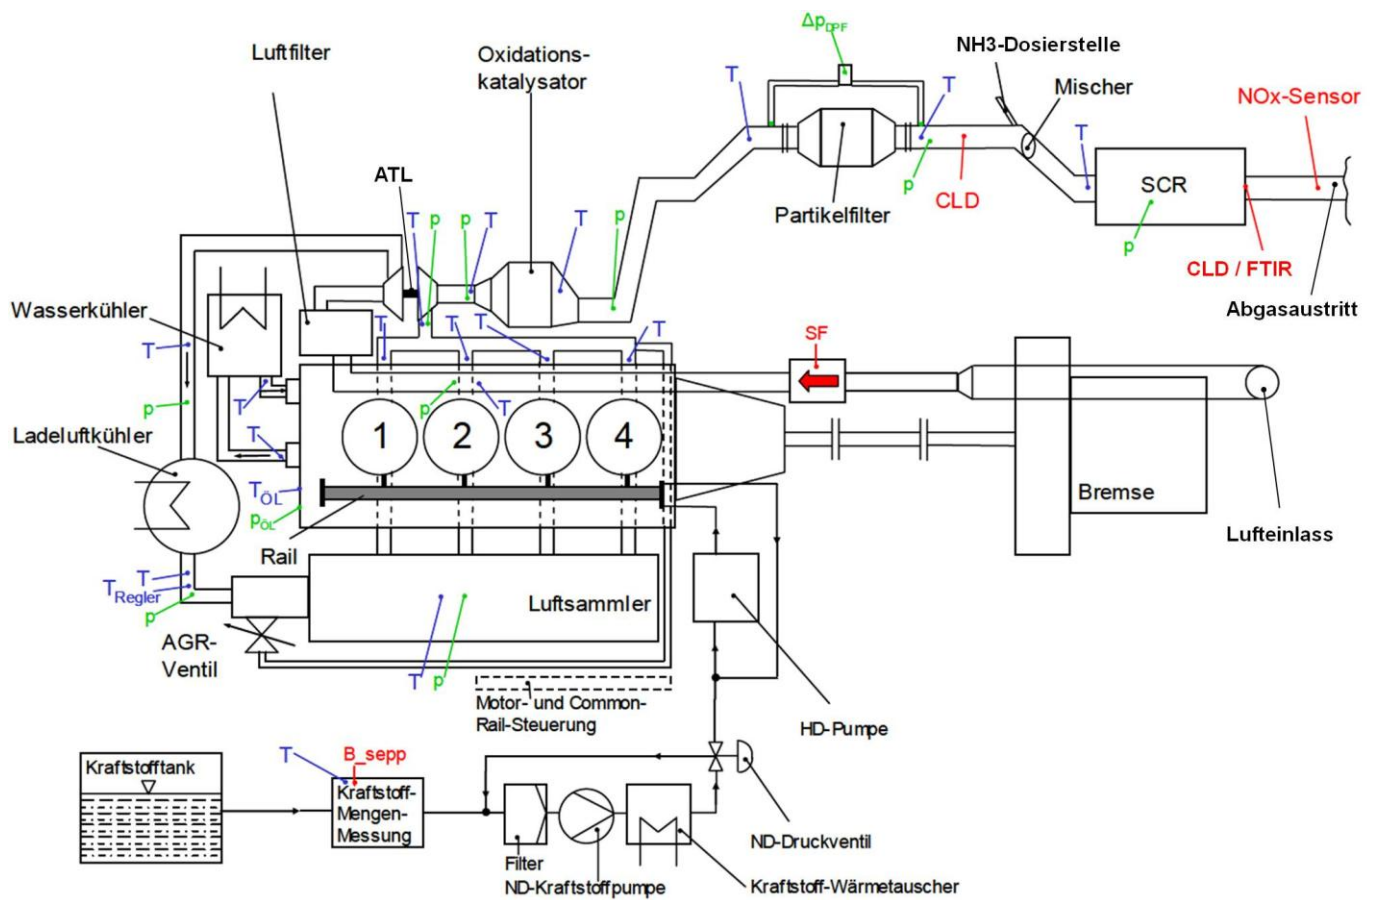 Δp_DPF
NH3-Dosierstelle
Luftfilter
Oxidations-
katalysator
T
T
Mischer
NOx-Sensor
T
ATL
p
CLD
SCR
Partikelfilter
T
p
p
T
T
p
p
CLD / FTIR
Abgasaustritt
Wasserkühler
T
T
T
T
T
SF
p
T
p
T
Ladeluftkühler
T
1
2
3
4
T_ÖL
p_ÖL
Bremse
Rail
Lufteinlass
T
T_Regler
p
Luftsammler
AGR-
Ventil
T
p
Motor- und Common-
Rail-Steuerung
HD-Pumpe
T
B_sepp
Kraftstofftank
Kraftstoff-
Mengen-
Messung
ND-Druckventil
Filter
ND-Kraftstoffpumpe
Kraftstoff-Wärmetauscher